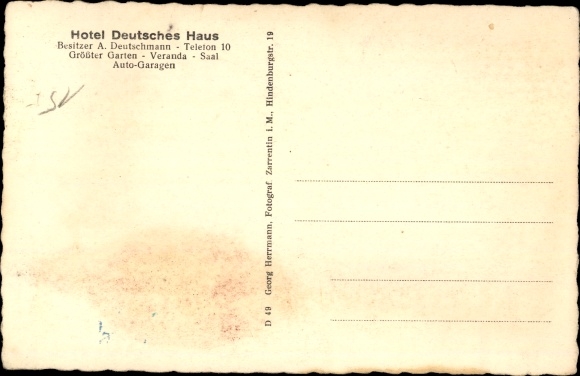 Hotel Deutsches Haus
Besitzer A. Deutschmann - Telefon 10
Größter Garten - Veranda - Saal
Auto-Garagen
D 49 Georg Herrmann, Fotograf Zarrentin i. M., Hindenburgstr. 19